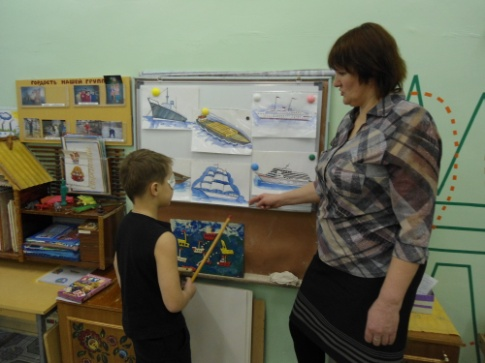 ГОРДОСТЬ НАШЕЙ ГРУППЫ